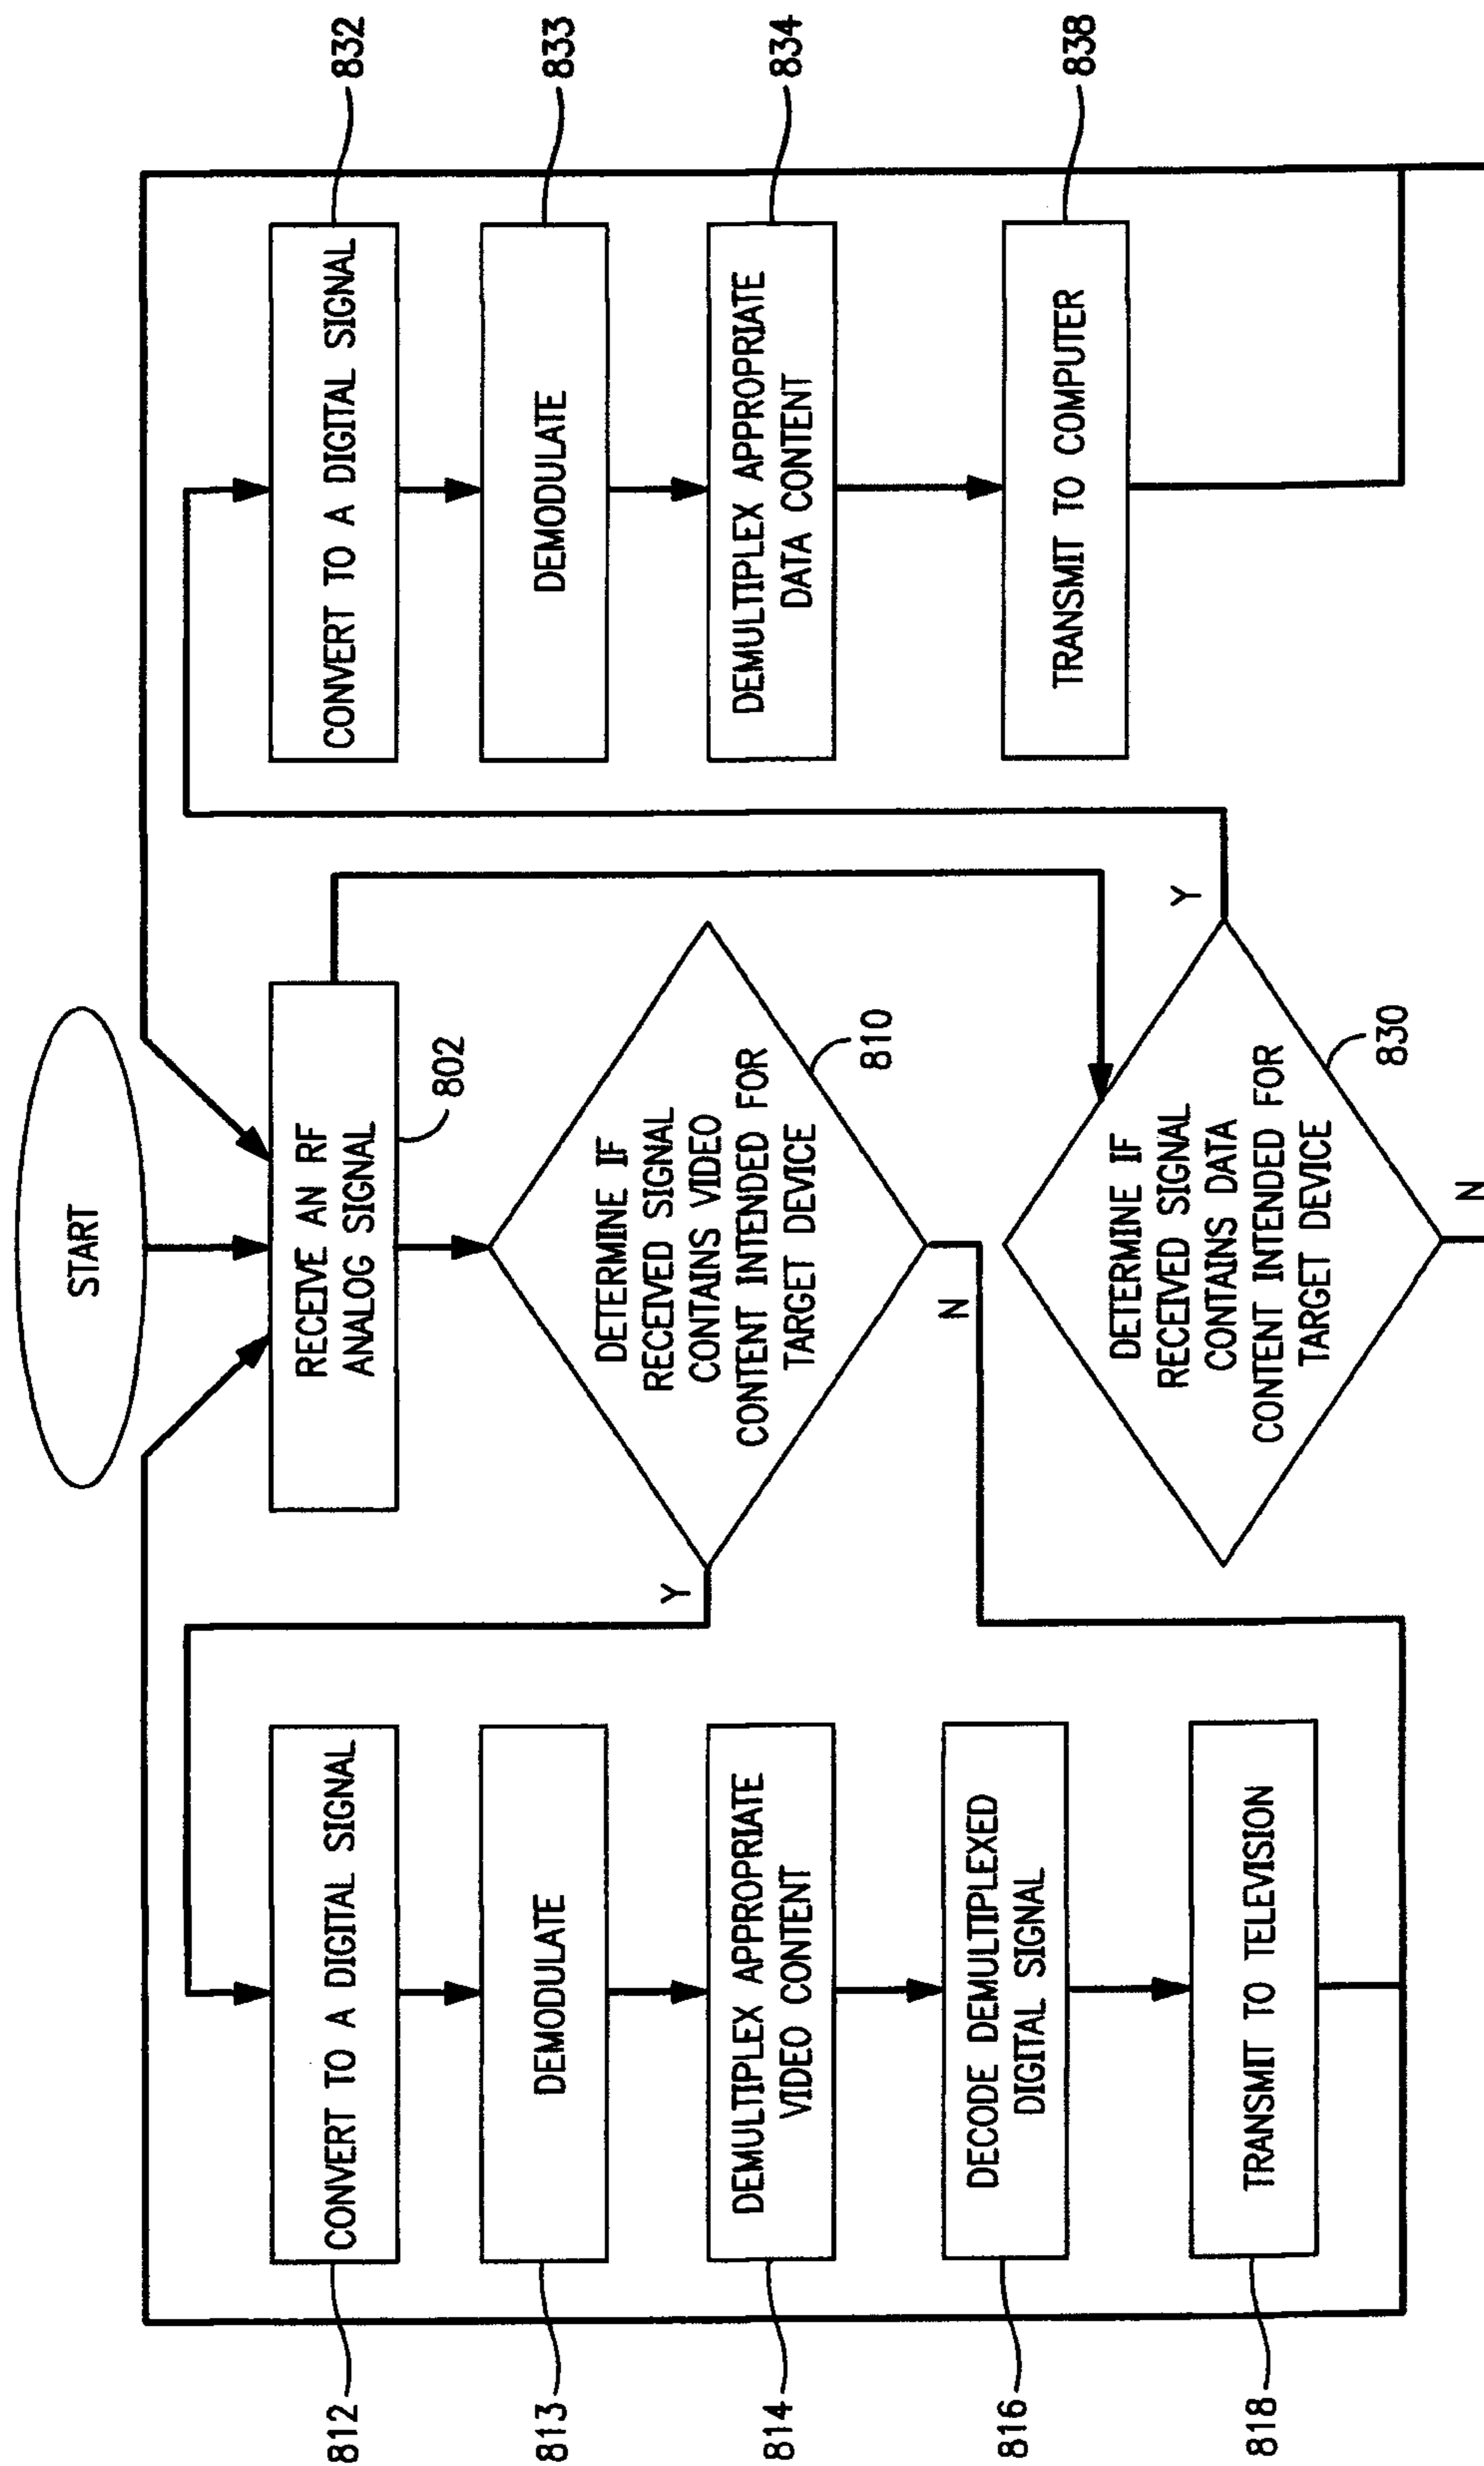 START
RECEIVE AN RF
ANALOG SIGNAL
802
DETERMINE IF
RECEIVED SIGNAL
CONTAINS VIDEO
CONTENT INTENDED FOR
TARGET DEVICE
810
Y
N
CONVERT TO A DIGITAL SIGNAL
812
DEMODULATE
813
DEMULTIPLEX APPROPRIATE
VIDEO CONTENT
814
DECODE DEMULTIPLEXED
DIGITAL SIGNAL
816
TRANSMIT TO TELEVISION
818
DETERMINE IF
RECEIVED SIGNAL
CONTAINS DATA
CONTENT INTENDED FOR
TARGET DEVICE
830
Y
N
CONVERT TO A DIGITAL SIGNAL
832
DEMODULATE
833
DEMULTIPLEX APPROPRIATE
DATA CONTENT
834
TRANSMIT TO COMPUTER
838